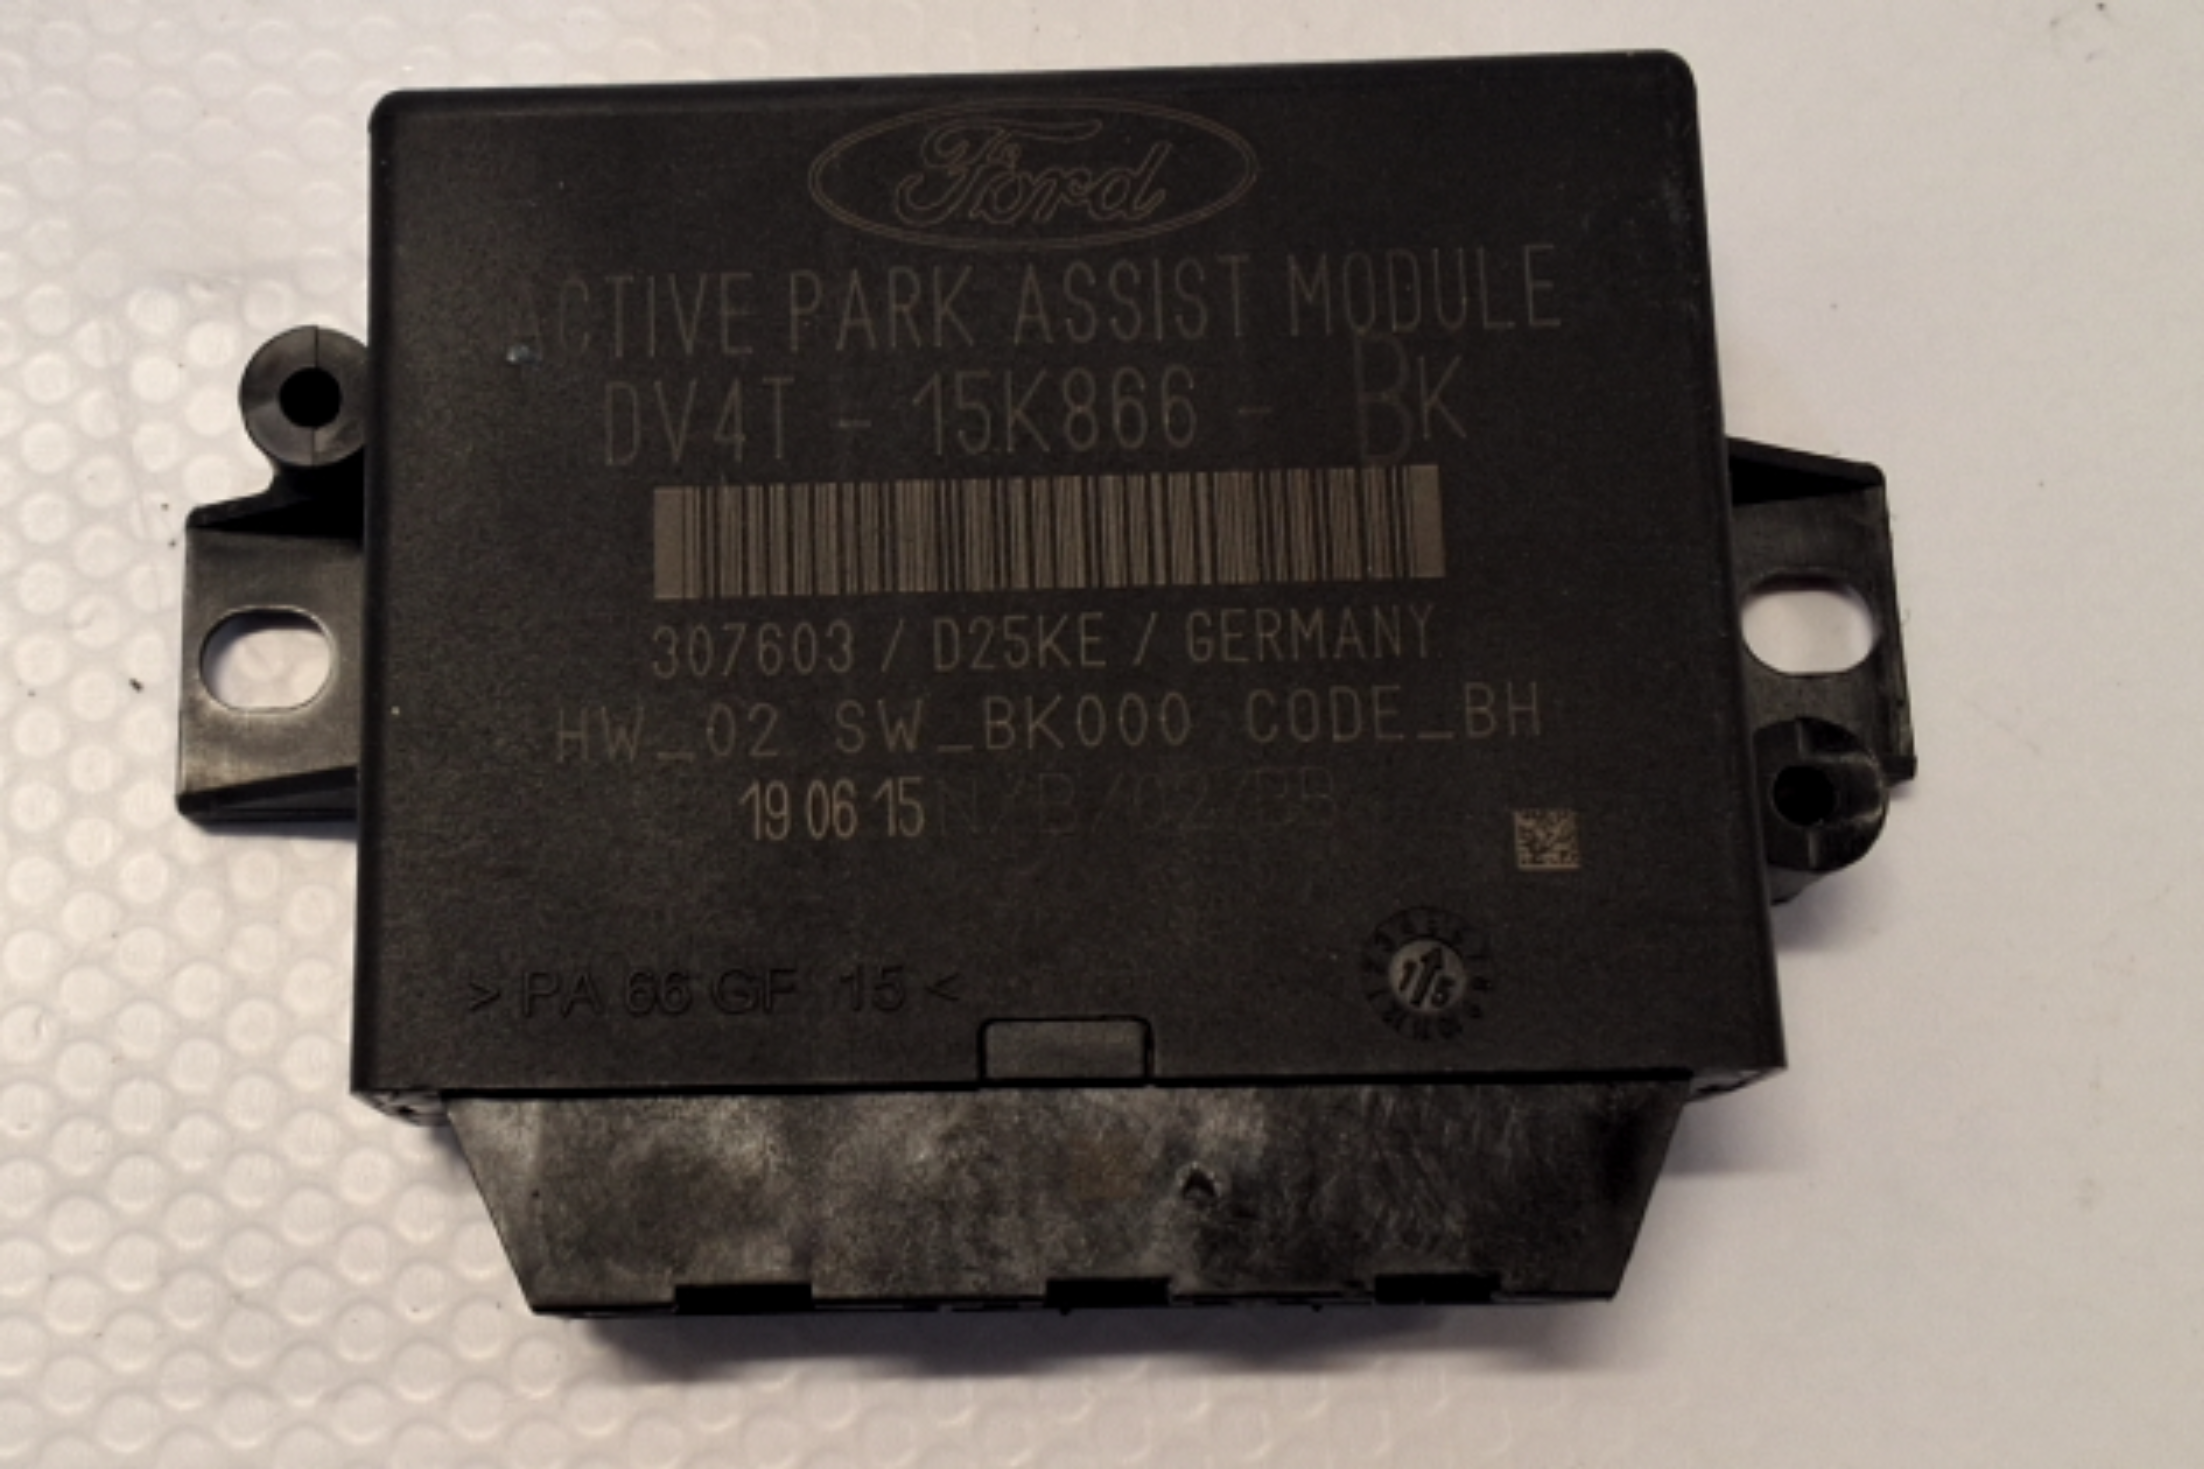 Ford
ACTIVE PARK ASSIST MODULE
DV4T - 15K866 - BK
307603 / D25KE / GERMANY
HW_02 SW_BK000 CODE_BH
19 06 15
> PA 66 GF 15 <
15